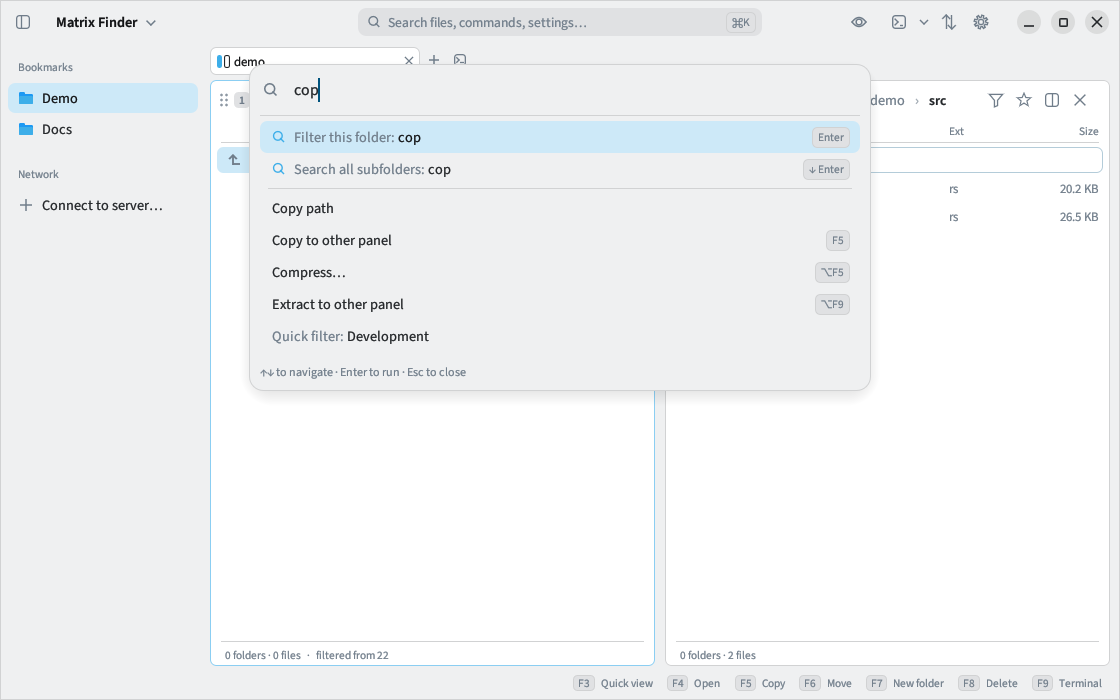 Matrix Finder
Search files, commands, settings…
⌘K
Bookmarks
Demo
Docs
Network
Connect to server…
demo
1
cop
Filter this folder: cop
Enter
Search all subfolders: cop
↓ Enter
Copy path
Copy to other panel
F5
Compress…
⌥F5
Extract to other panel
⌥F9
Quick filter: Development
↑↓ to navigate · Enter to run · Esc to close
demo › src
Ext Size
rs 20.2 KB
rs 26.5 KB
0 folders · 0 files · filtered from 22
0 folders · 2 files
F3 Quick view F4 Open F5 Copy F6 Move F7 New folder F8 Delete F9 Terminal